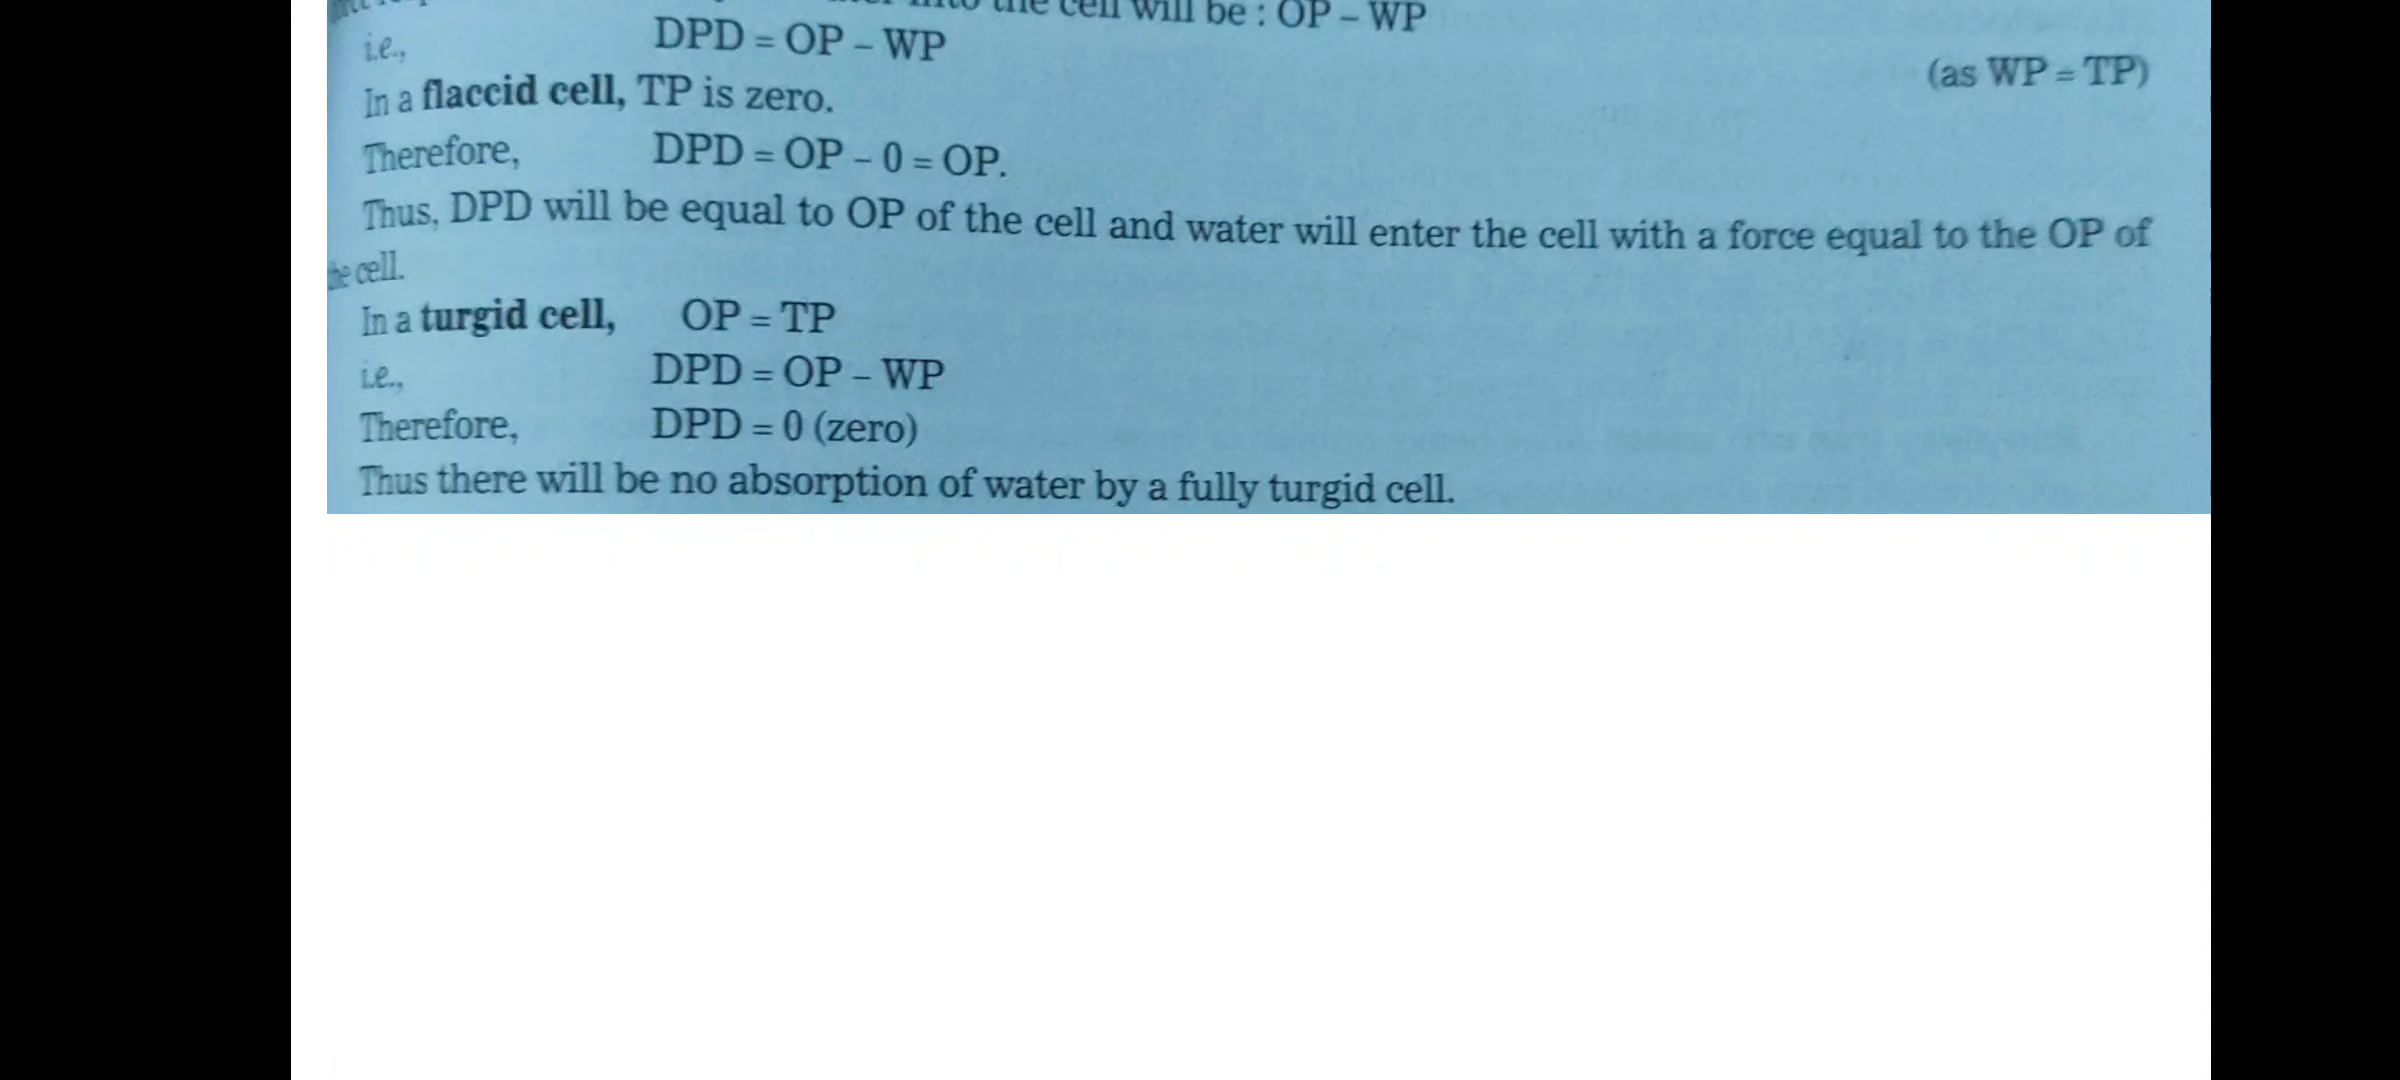 the cell will be : OP – WP
i.e., DPD = OP – WP
(as WP = TP)
In a flaccid cell, TP is zero.
Therefore, DPD = OP – 0 = OP.
Thus, DPD will be equal to OP of the cell and water will enter the cell with a force equal to the OP of
the cell.
In a turgid cell, OP = TP
i.e., DPD = OP – WP
Therefore, DPD = 0 (zero)
Thus there will be no absorption of water by a fully turgid cell.